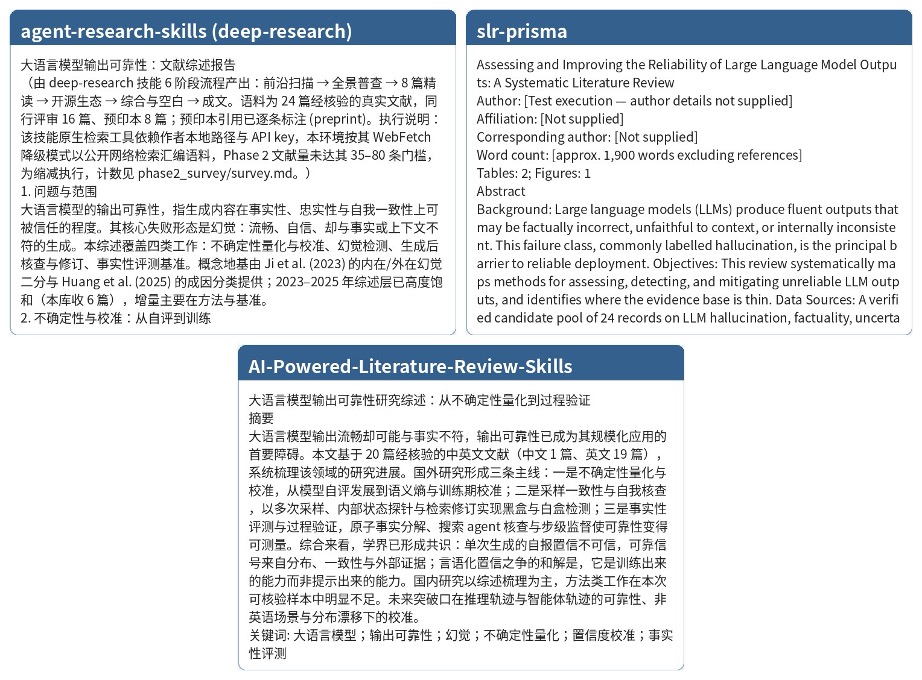 agent-research-skills (deep-research)
大语言模型输出可靠性：文献综述报告
（由 deep-research 技能 6 阶段流程产出：前沿扫描 → 全景普查 → 8 篇精
读 → 开源生态 → 综合与空白 → 成文。语料为 24 篇经核验的真实文献，同
行评审 16 篇、预印本 8 篇；预印本引用已逐条标注 (preprint)。执行说明：
该技能原生检索工具依赖作者本地路径与 API key，本环境按其 WebFetch
降级模式以公开网络检索汇编语料，Phase 2 文献量未达其 35–80 条门槛，
为缩减执行，计数见 phase2_survey/survey.md。）
1. 问题与范围
大语言模型的输出可靠性，指生成内容在事实性、忠实性与自我一致性上可
被信任的程度。其核心失败形态是幻觉：流畅、自信、却与事实或上下文不
符的生成。本综述覆盖四类工作：不确定性量化与校准、幻觉检测、生成后
核查与修订、事实性评测基准。概念地基由 Ji et al. (2023) 的内在/外在幻觉
二分与 Huang et al. (2025) 的成因分类提供；2023–2025 年综述层已高度饱
和（本库收 6 篇），增量主要在方法与基准。
2. 不确定性与校准：从自评到训练
slr-prisma
Assessing and Improving the Reliability of Large Language Model Outpu
ts: A Systematic Literature Review
Author: [Test execution — author details not supplied]
Affiliation: [Not supplied]
Corresponding author: [Not supplied]
Word count: [approx. 1,900 words excluding references]
Tables: 2; Figures: 1
Abstract
Background: Large language models (LLMs) produce fluent outputs that
may be factually incorrect, unfaithful to context, or internally inconsiste
nt. This failure class, commonly labelled hallucination, is the principal b
arrier to reliable deployment. Objectives: This review systematically ma
ps methods for assessing, detecting, and mitigating unreliable LLM outp
uts, and identifies where the evidence base is thin. Data Sources: A verifi
ed candidate pool of 24 records on LLM hallucination, factuality, uncerta
AI-Powered-Literature-Review-Skills
大语言模型输出可靠性研究综述：从不确定性量化到过程验证
摘要
大语言模型输出流畅却可能与事实不符，输出可靠性已成为其规模化应用的
首要障碍。本文基于 20 篇经核验的中英文文献（中文 1 篇、英文 19 篇），
系统梳理该领域的研究进展。国外研究形成三条主线：一是不确定性量化与
校准，从模型自评发展到语义熵与训练期校准；二是采样一致性与自我核查
，以多次采样、内部状态探针与检索修订实现黑盒与白盒检测；三是事实性
评测与过程验证，原子事实分解、搜索 agent 核查与步级监督使可靠性变得
可测量。综合来看，学界已形成共识：单次生成的自报置信不可信，可靠信
号来自分布、一致性与外部证据；言语化置信之争的和解是，它是训练出来
的能力而非提示出来的能力。国内研究以综述梳理为主，方法类工作在本次
可核验样本中明显不足。未来突破口在推理轨迹与智能体轨迹的可靠性、非
英语场景与分布漂移下的校准。
关键词: 大语言模型；输出可靠性；幻觉；不确定性量化；置信度校准；事实
性评测